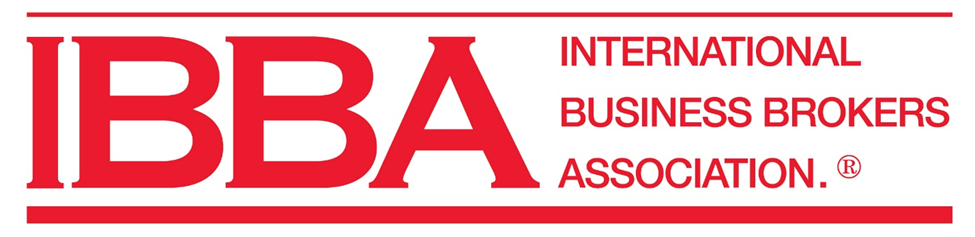 IBBA
INTERNATIONAL
BUSINESS BROKERS
ASSOCIATION. ®